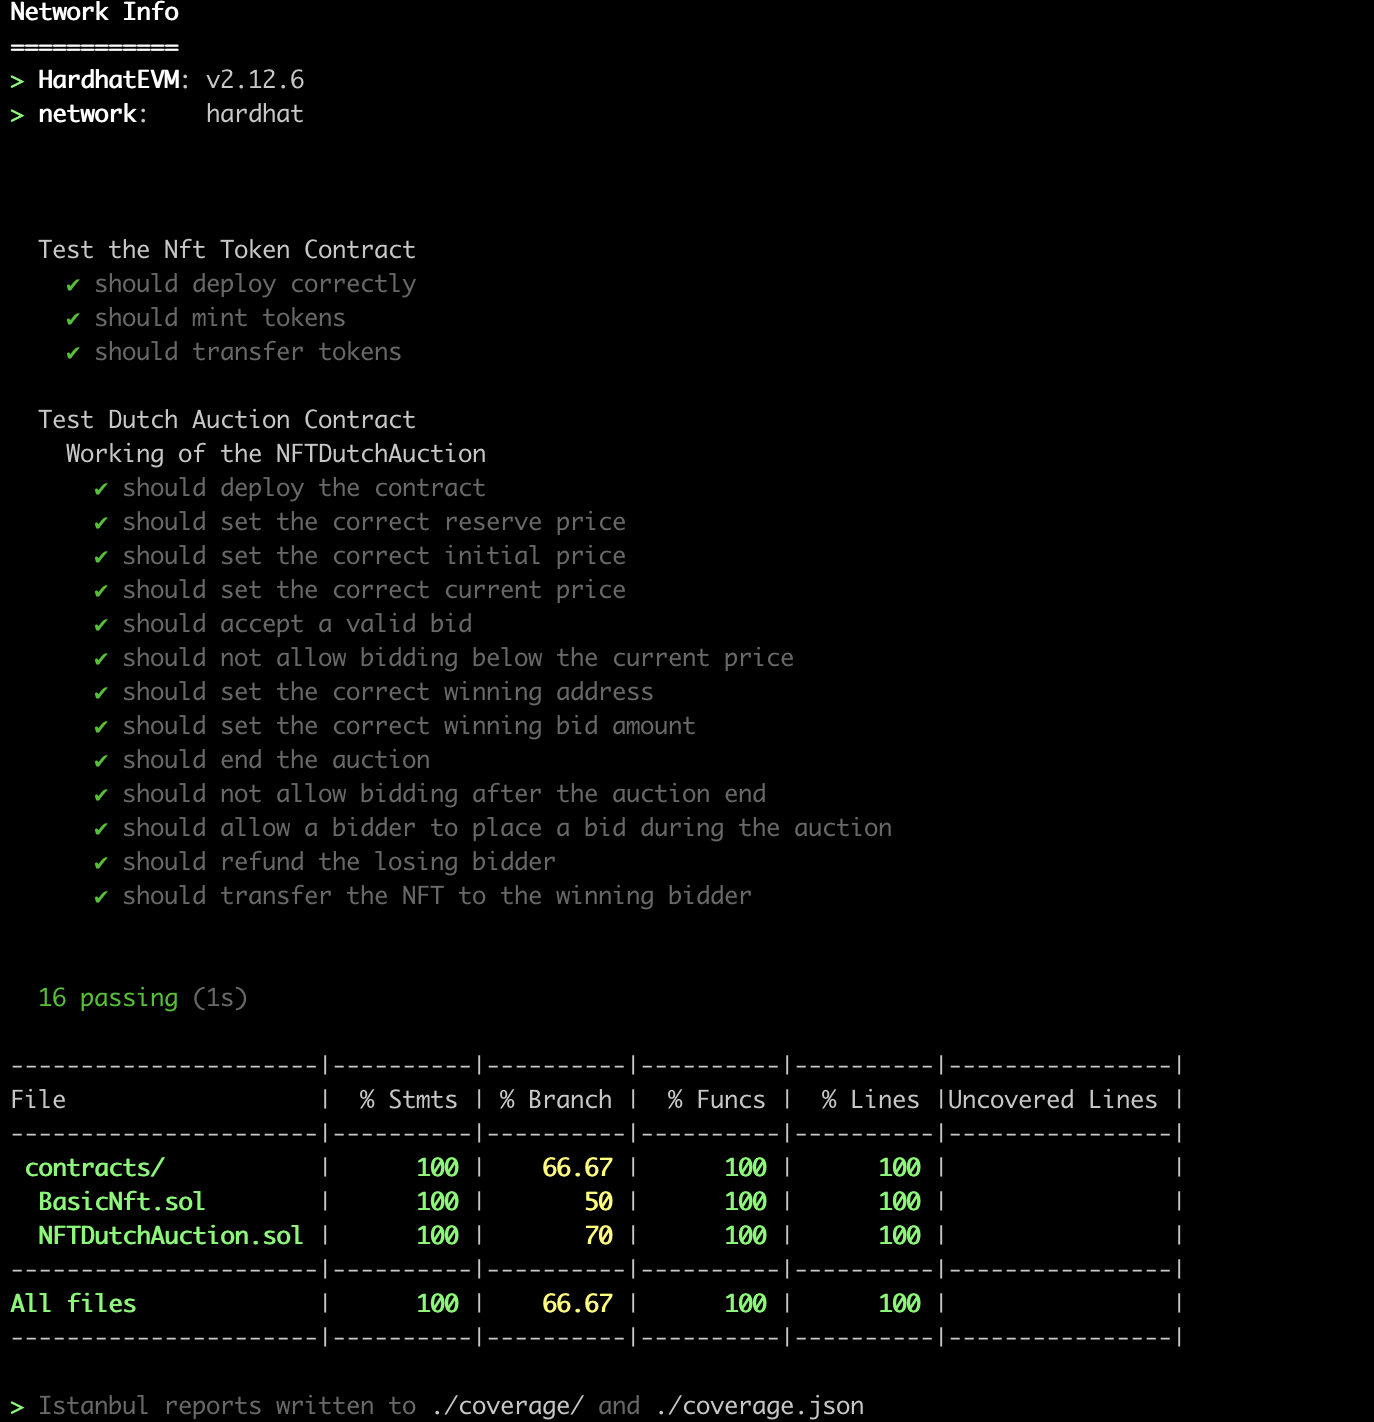 Network Info
============
> HardhatEVM: v2.12.6
> network:    hardhat
Test the Nft Token Contract
✔ should deploy correctly
✔ should mint tokens
✔ should transfer tokens
Test Dutch Auction Contract
Working of the NFTDutchAuction
✔ should deploy the contract
✔ should set the correct reserve price
✔ should set the correct initial price
✔ should set the correct current price
✔ should accept a valid bid
✔ should not allow bidding below the current price
✔ should set the correct winning address
✔ should set the correct winning bid amount
✔ should end the auction
✔ should not allow bidding after the auction end
✔ should allow a bidder to place a bid during the auction
✔ should refund the losing bidder
✔ should transfer the NFT to the winning bidder
16 passing (1s)
----------------------|----------|----------|----------|----------|----------------|
File                  |  % Stmts | % Branch |  % Funcs |  % Lines |Uncovered Lines |
----------------------|----------|----------|----------|----------|----------------|
 contracts/           |      100 |    66.67 |      100 |      100 |                |
  BasicNft.sol        |      100 |       50 |      100 |      100 |                |
  NFTDutchAuction.sol |      100 |       70 |      100 |      100 |                |
----------------------|----------|----------|----------|----------|----------------|
All files             |      100 |    66.67 |      100 |      100 |                |
----------------------|----------|----------|----------|----------|----------------|
> Istanbul reports written to ./coverage/ and ./coverage.json